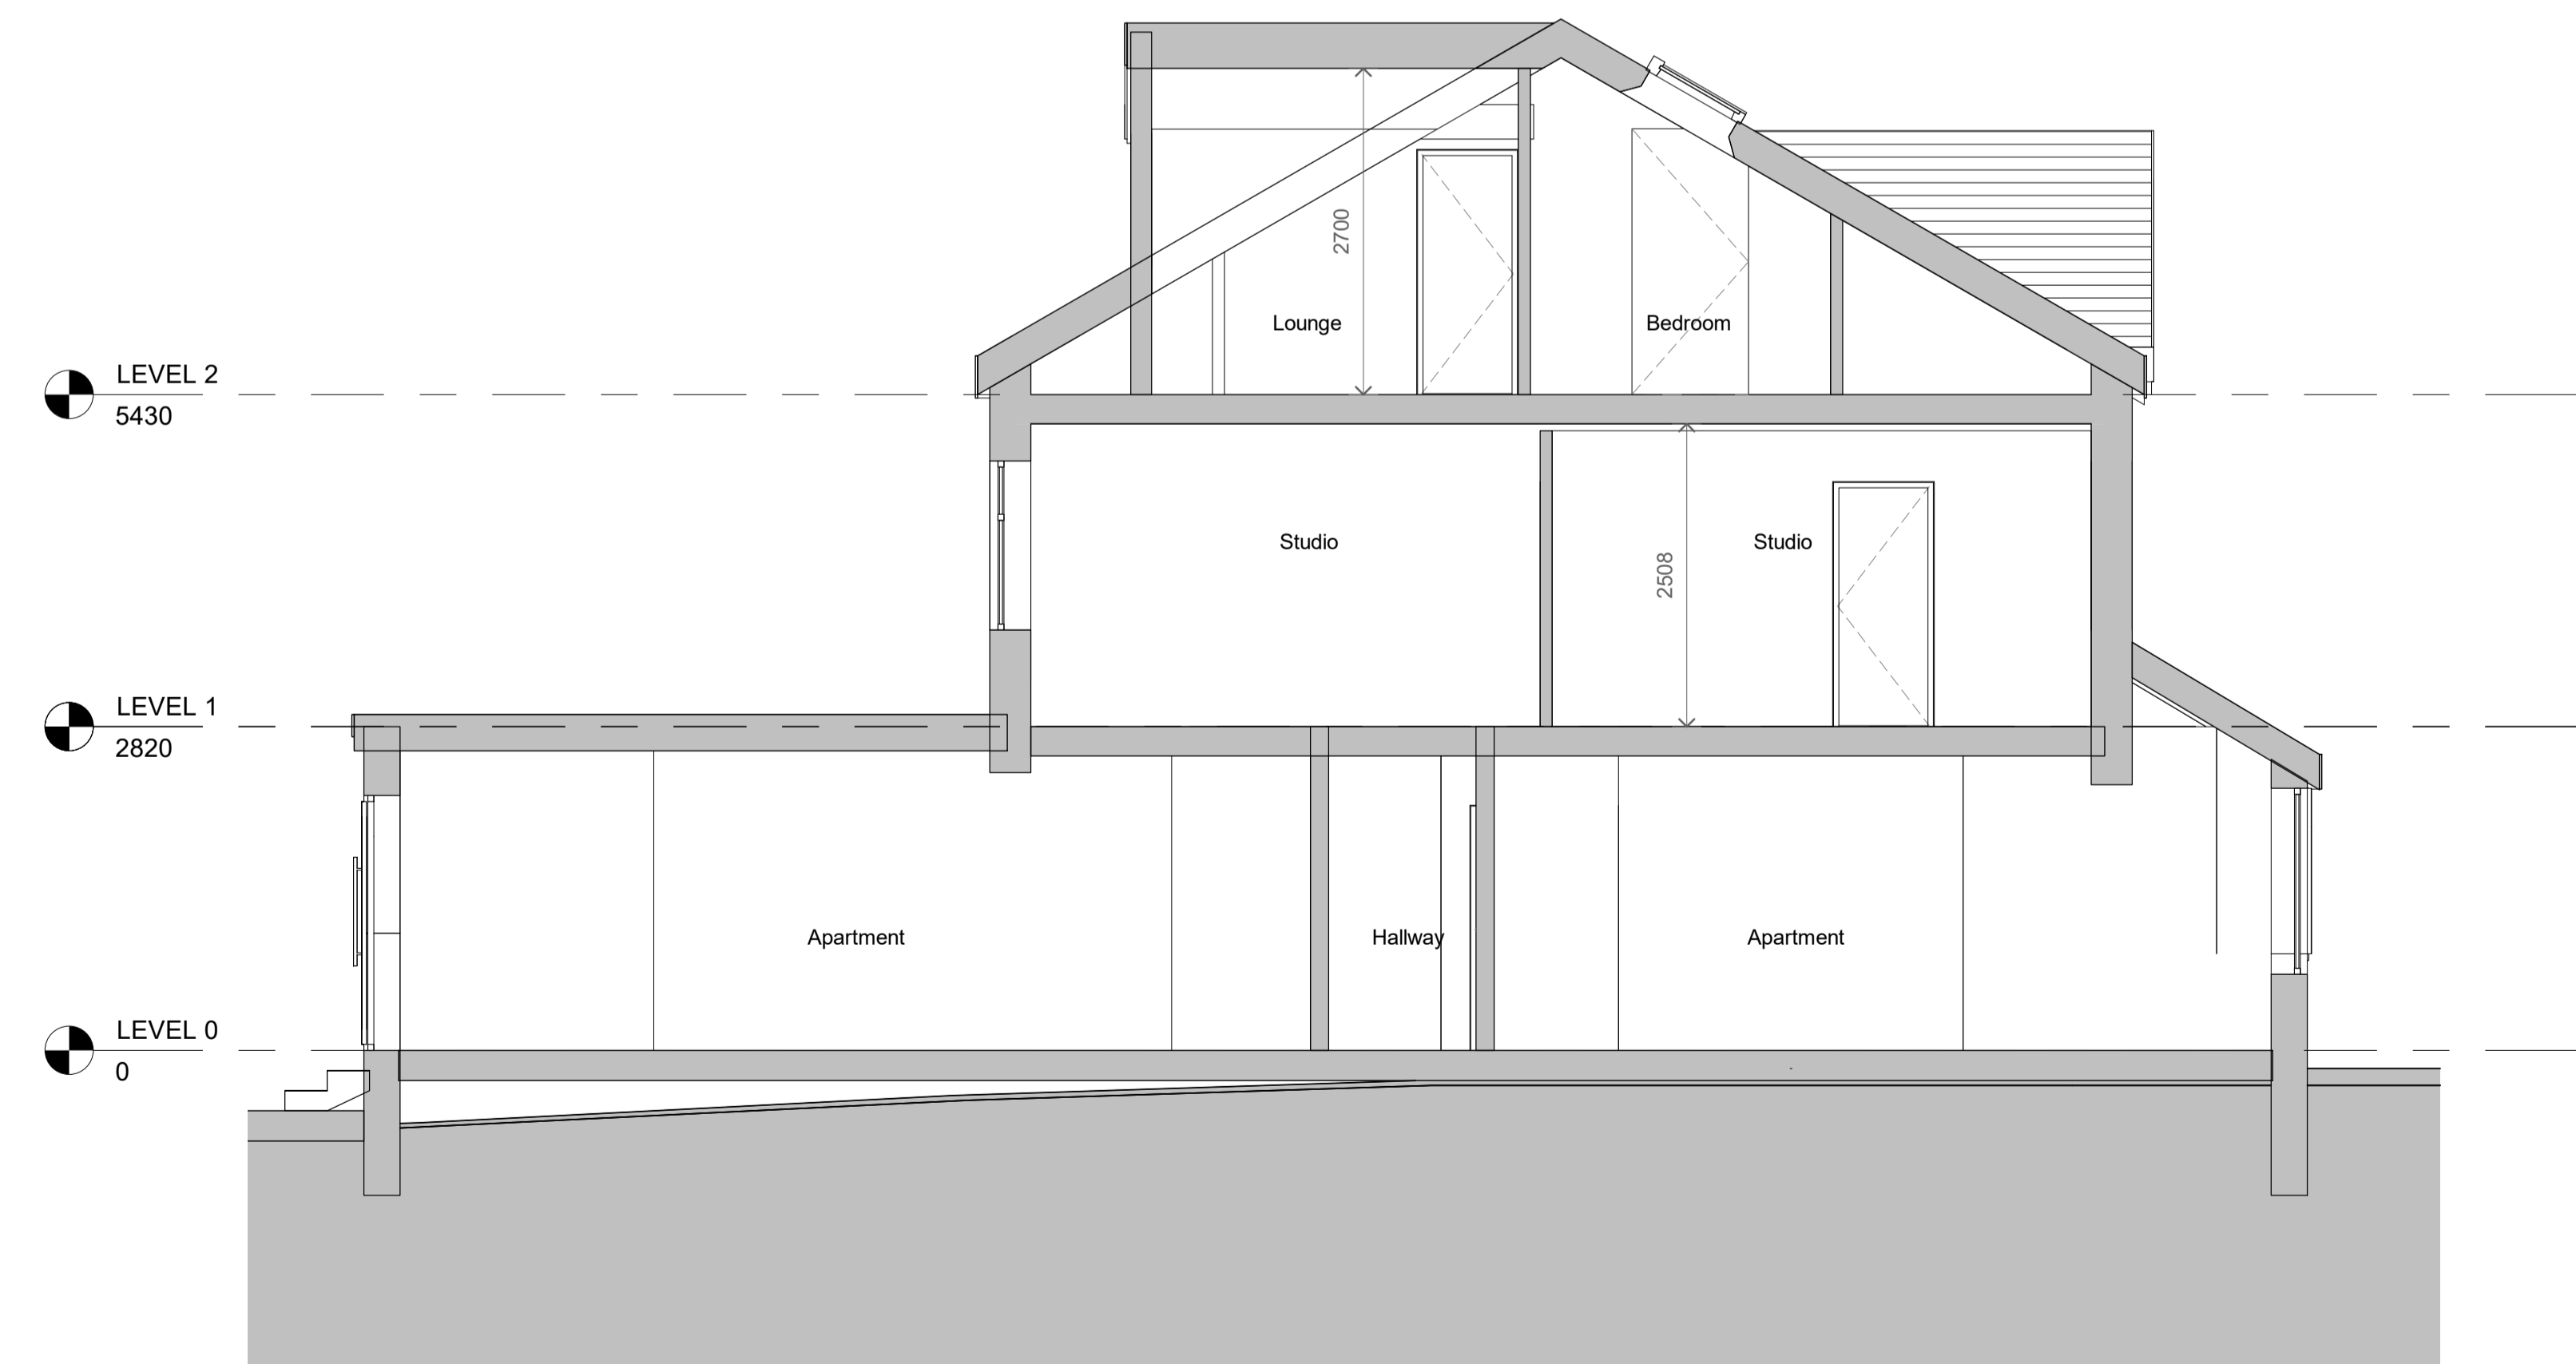 2700
Lounge
Bedroom
LEVEL 2
5430
Studio
Studio
2508
LEVEL 1
2820
Apartment
Hallway
Apartment
LEVEL 0
0